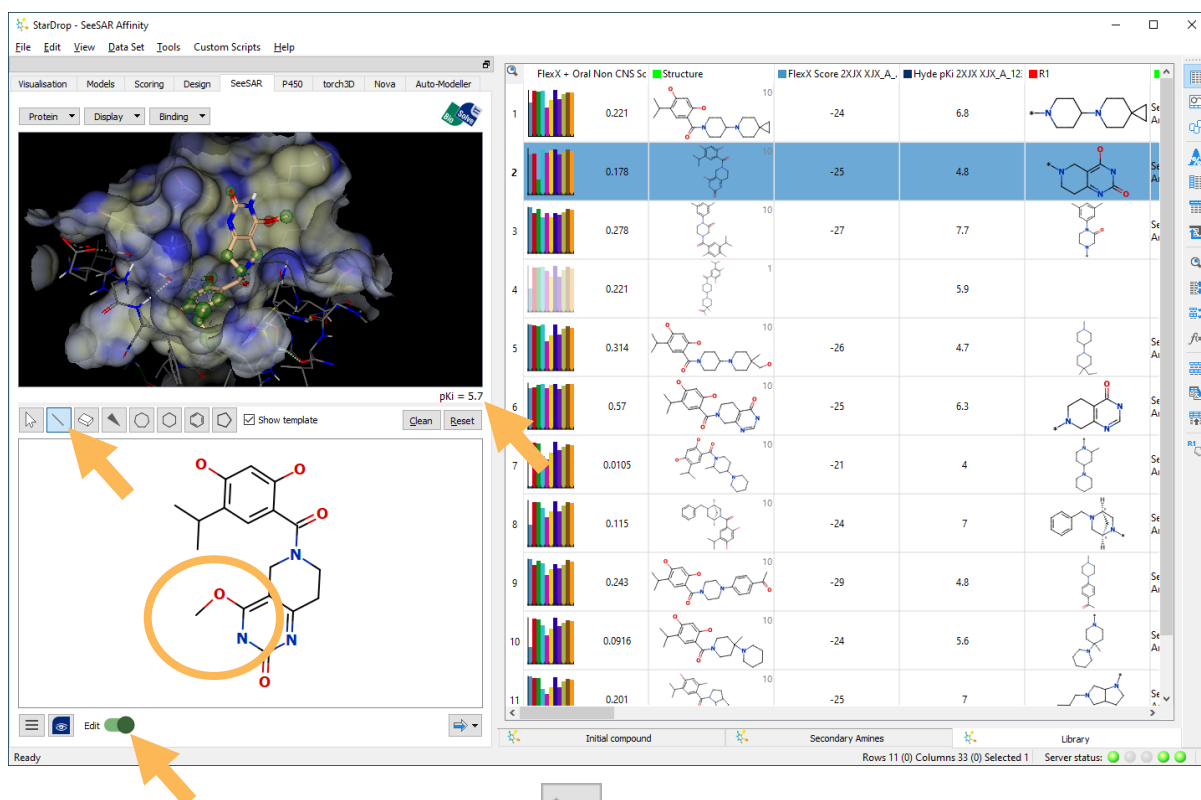 StarDrop - SeeSAR Affinity
File Edit View Data Set Tools Custom Scripts Help
Visualisation Models Scoring Design SeeSAR P450 torch3D Nova Auto-Modeller
Protein Display Binding
Bio Solve
pKi = 5.7
Show template Clean Reset
O O O N O N N O
Edit
Ready
FlexX + Oral Non CNS Sc Structure FlexX Score 2XJX XJX_A_ Hyde pKi 2XJX XJX_A_12 R1
1 0.221 10 -24 6.8
2 0.178 10 -25 4.8
3 0.278 10 -27 7.7
4 0.221 1 5.9
5 0.314 10 -26 4.7
6 0.57 10 -25 6.3
7 0.0105 10 -21 4
8 0.115 10 -24 7
9 0.243 10 -29 4.8
10 0.0916 10 -24 5.6
11 0.201 10 -25 7
Initial compound Secondary Amines Library
Rows 11 (0) Columns 33 (0) Selected 1 Server status: